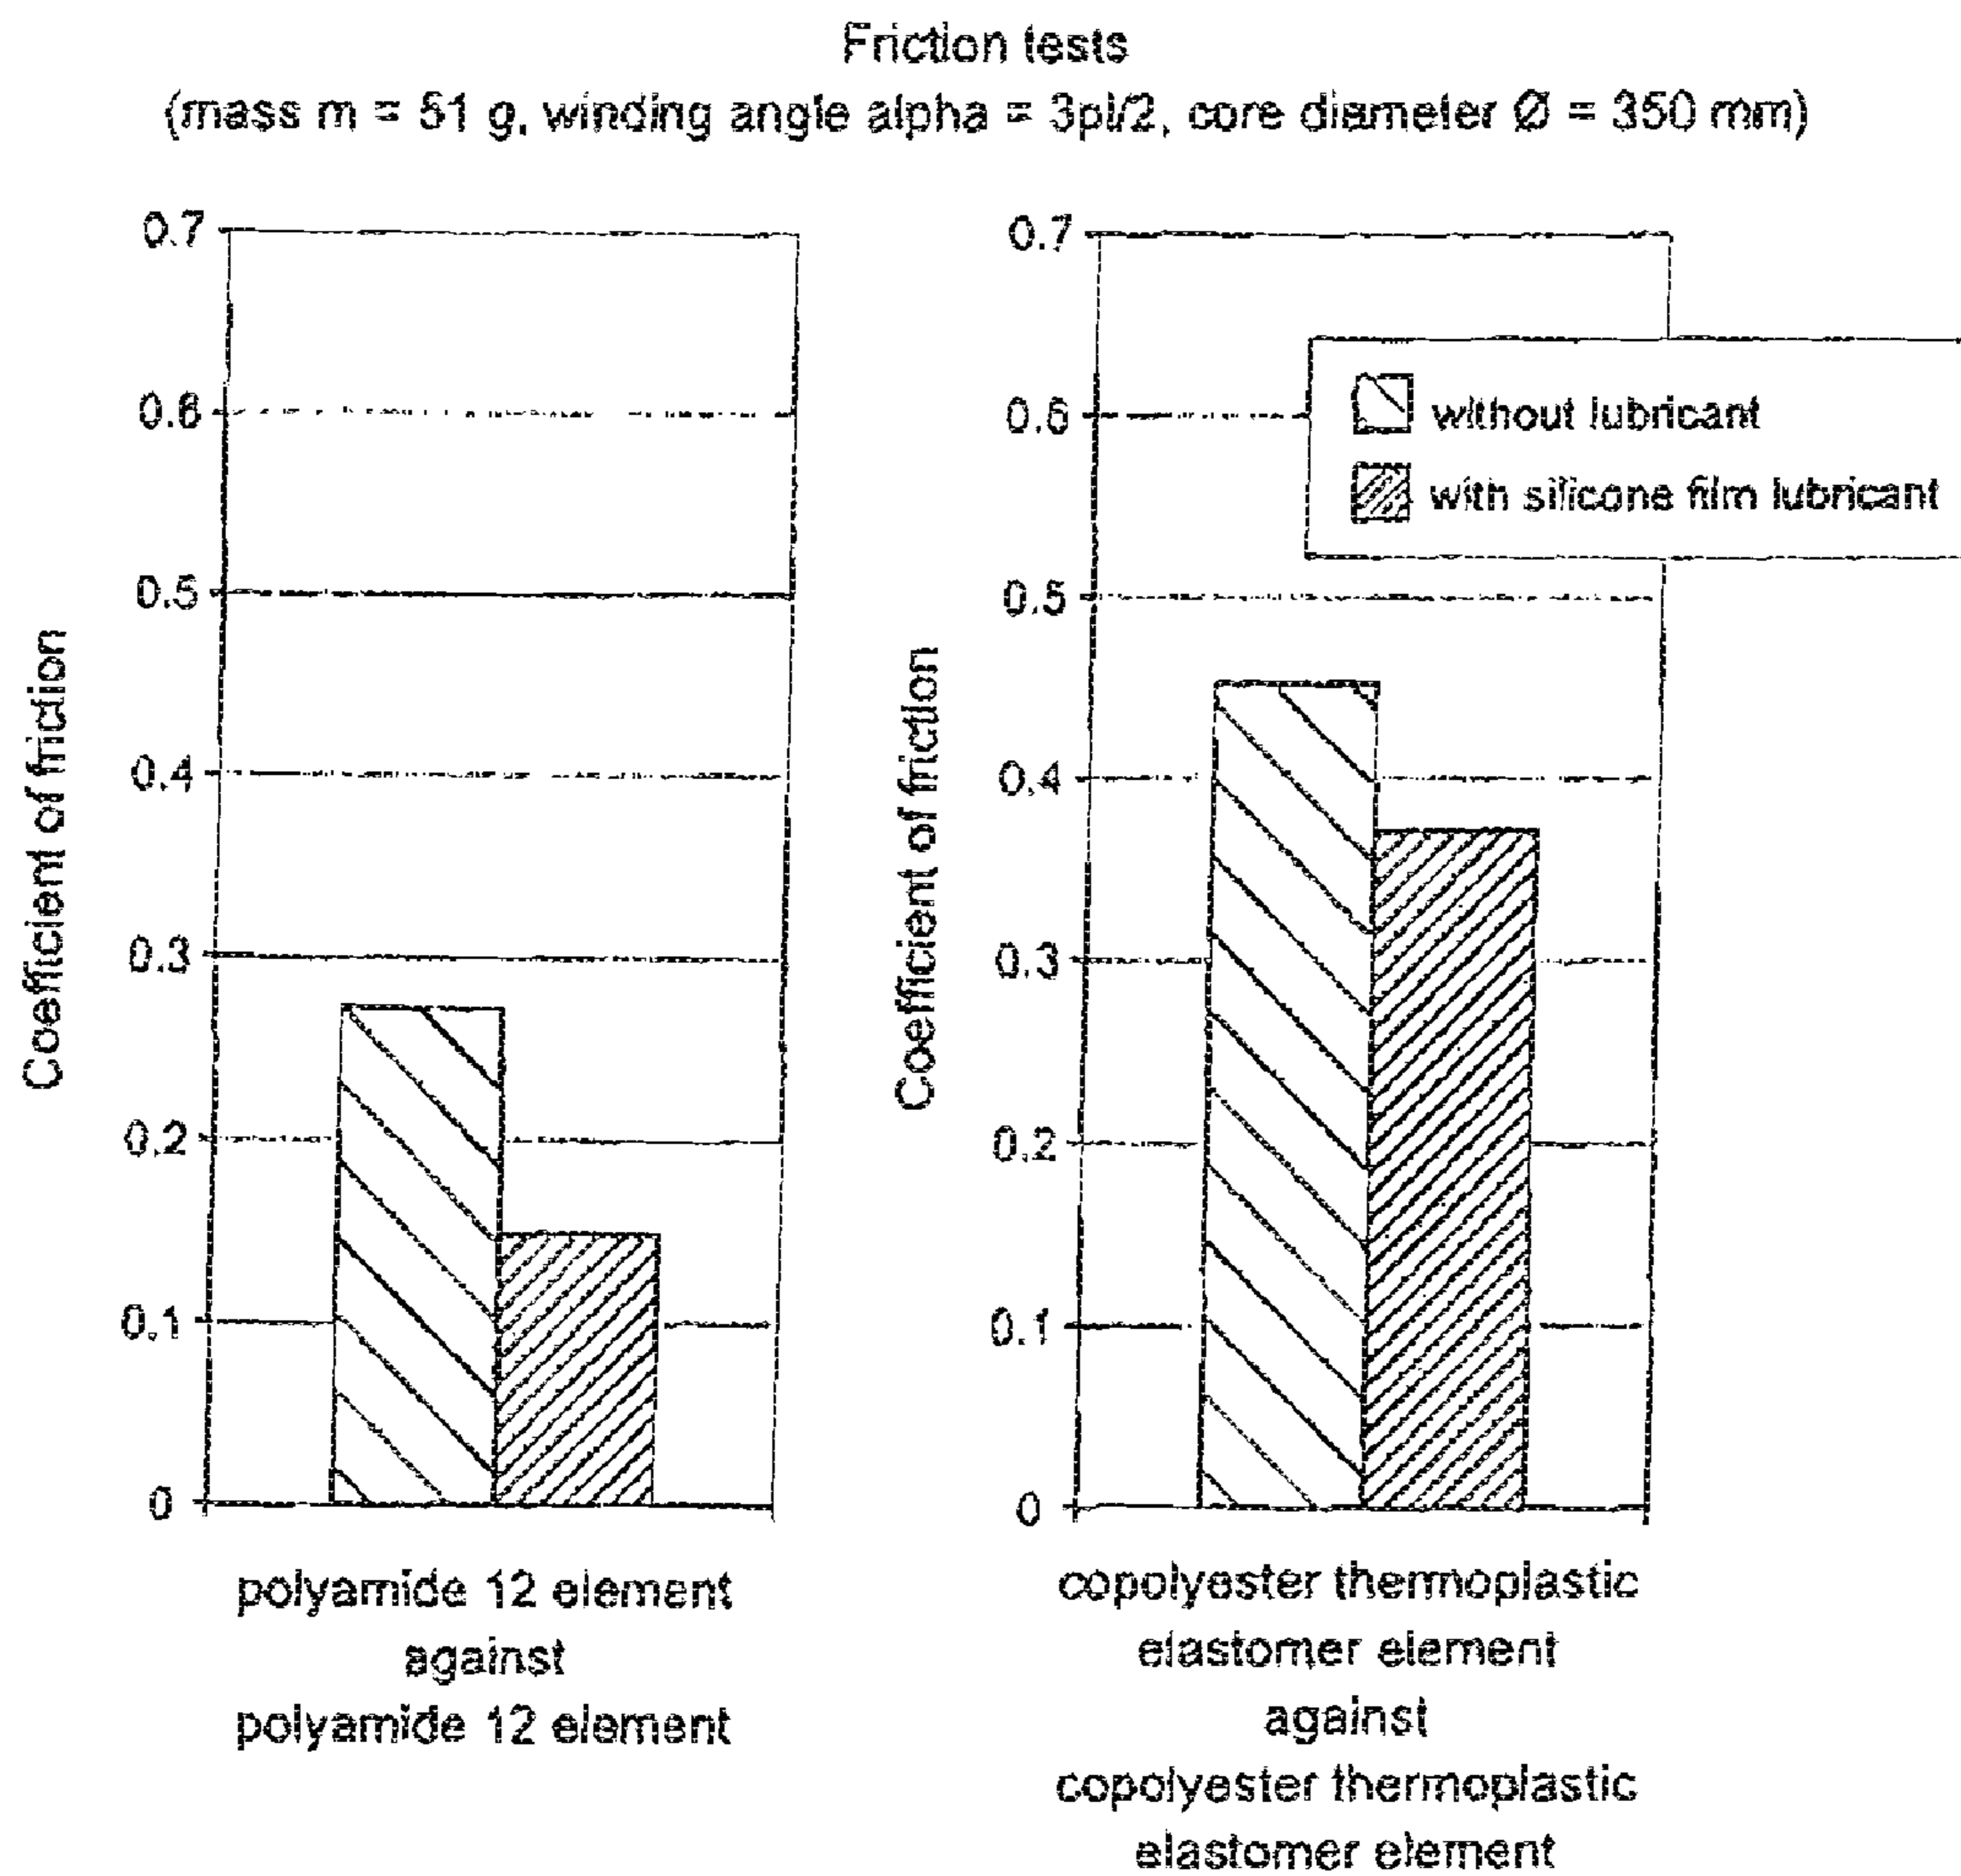 Friction tests
(mass m = 51 g, winding angle alpha = 3pi/2, core diameter Ø = 350 mm)
0.7
0.6
0.5
0.4
0.3
0.2
0.1
0
Coefficient of friction
polyamide 12 element
against
polyamide 12 element
0.7
0.6
0.5
0.4
0.3
0.2
0.1
0
Coefficient of friction
without lubricant
with silicone film lubricant
copolyester thermoplastic
elastomer element
against
copolyester thermoplastic
elastomer element